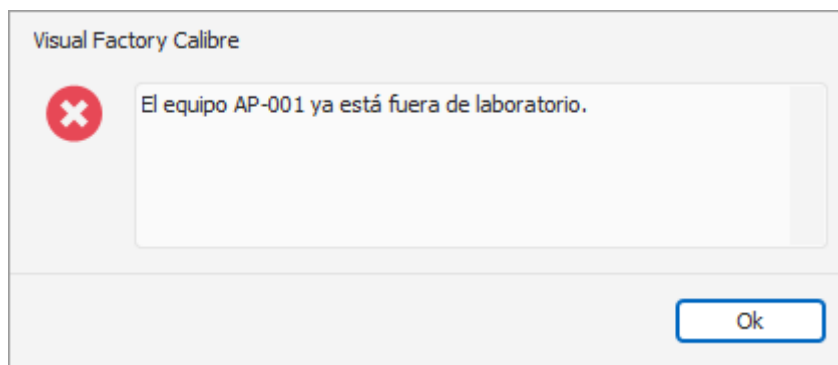 Visual Factory Calibre
El equipo AP-001 ya está fuera de laboratorio.
Ok